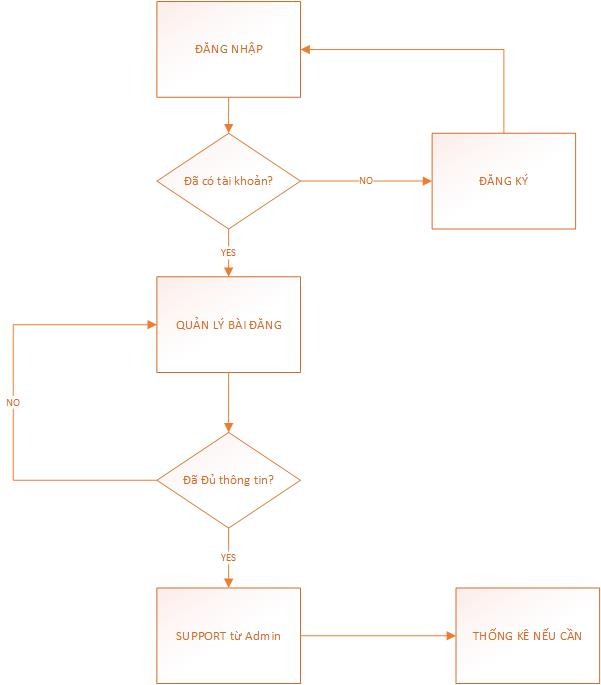 ĐĂNG NHẬP
Đã có tài khoản?
NO
ĐĂNG KÝ
YES
QUẢN LÝ BÀI ĐĂNG
NO
Đã Đủ thông tin?
YES
SUPPORT từ Admin
THỐNG KÊ NẾU CẦN